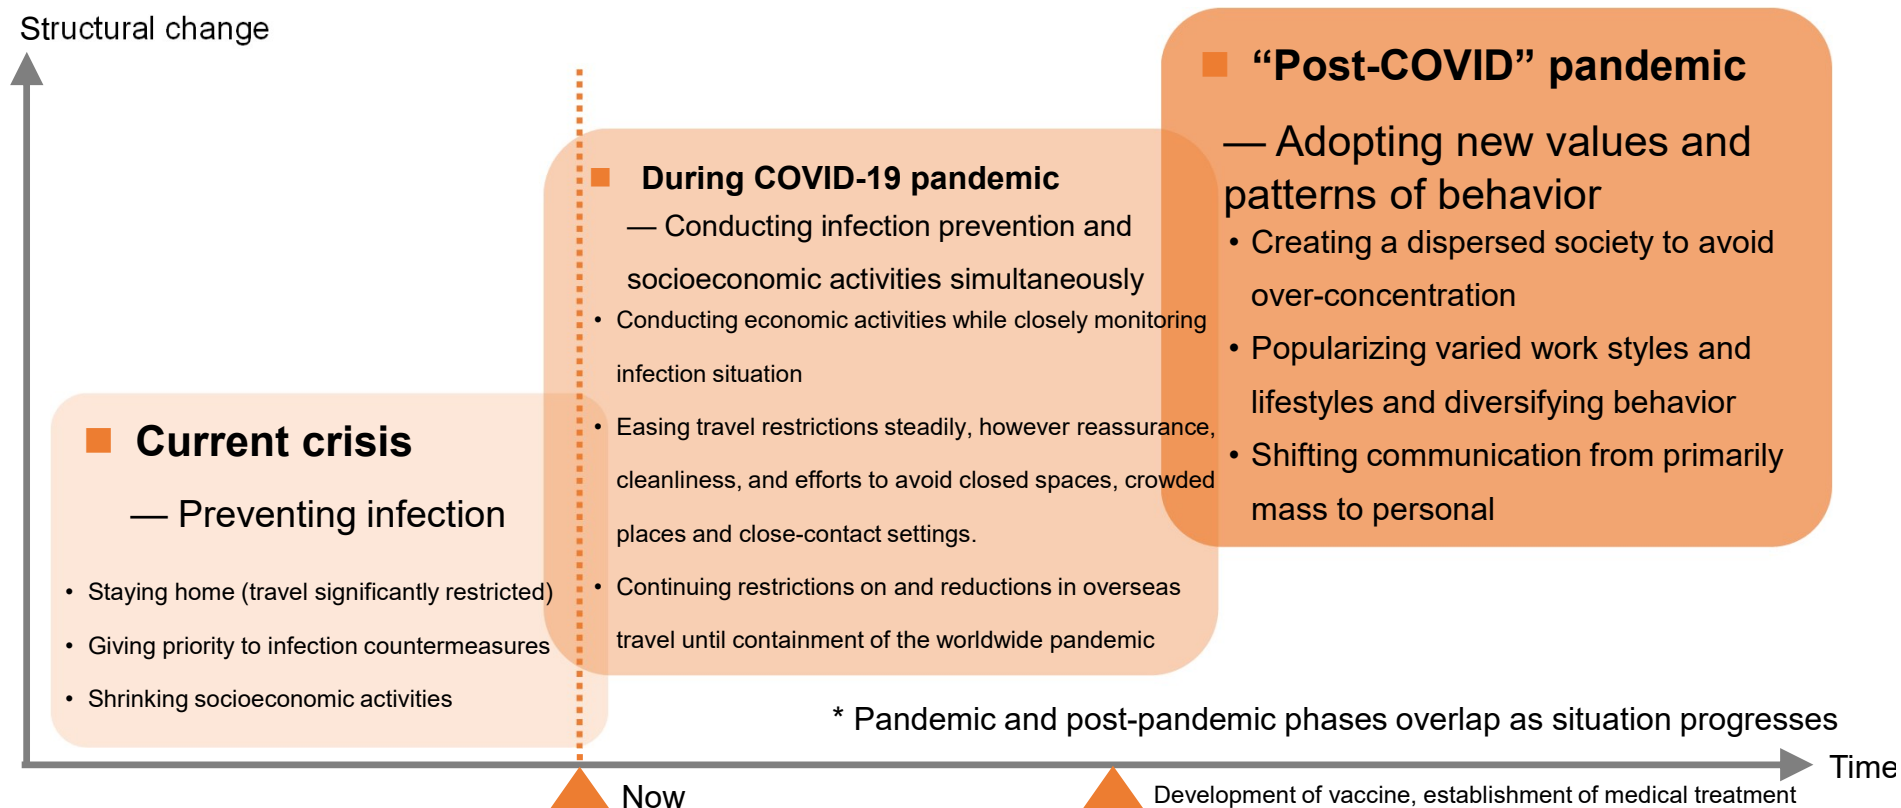 Structural change
■ Current crisis
— Preventing infection
• Staying home (travel significantly restricted)
• Giving priority to infection countermeasures
• Shrinking socioeconomic activities
■ During COVID-19 pandemic
— Conducting infection prevention and
socioeconomic activities simultaneously
• Conducting economic activities while closely monitoring
infection situation
• Easing travel restrictions steadily, however reassurance,
cleanliness, and efforts to avoid closed spaces, crowded
places and close-contact settings.
• Continuing restrictions on and reductions in overseas
travel until containment of the worldwide pandemic
■ “Post-COVID” pandemic
— Adopting new values and
patterns of behavior
• Creating a dispersed society to avoid
over-concentration
• Popularizing varied work styles and
lifestyles and diversifying behavior
• Shifting communication from primarily
mass to personal
* Pandemic and post-pandemic phases overlap as situation progresses
Time
Now
Development of vaccine, establishment of medical treatment